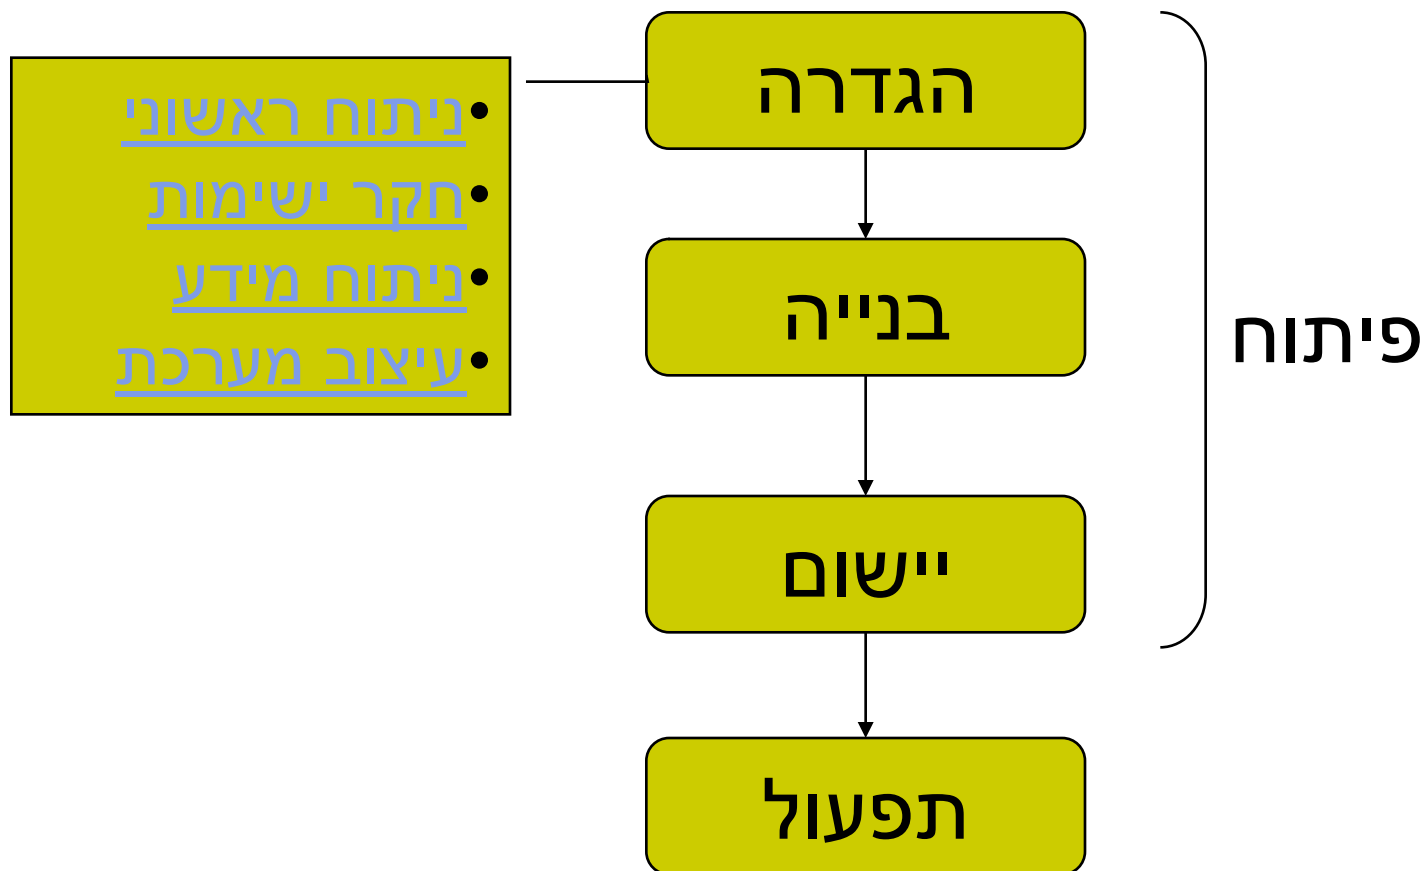 הגדרה
•ניתוח ראשוני
•חקר ישימות
•ניתוח מידע
•עיצוב מערכת
בנייה
פיתוח
יישום
תפעול